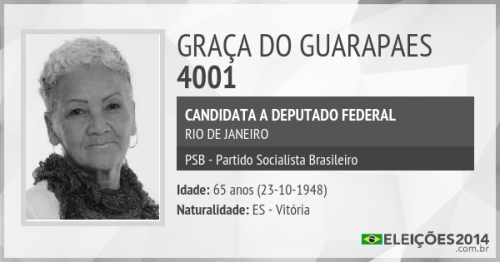 GRAÇA DO GUARAPAES
4001
CANDIDATA A DEPUTADO FEDERAL
RIO DE JANEIRO
PSB - Partido Socialista Brasileiro
Idade: 65 anos (23-10-1948)
Naturalidade: ES - Vitória
ELEIÇÕES2014
.com.br